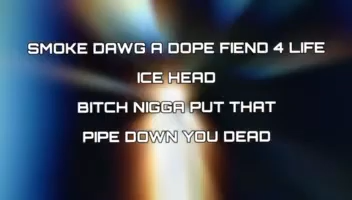 SMOKE DAWG A DOPE FIEND 4 LIFE
ICE HEAD
BITCH NIGGA PUT THAT
PIPE DOWN YOU DEAD